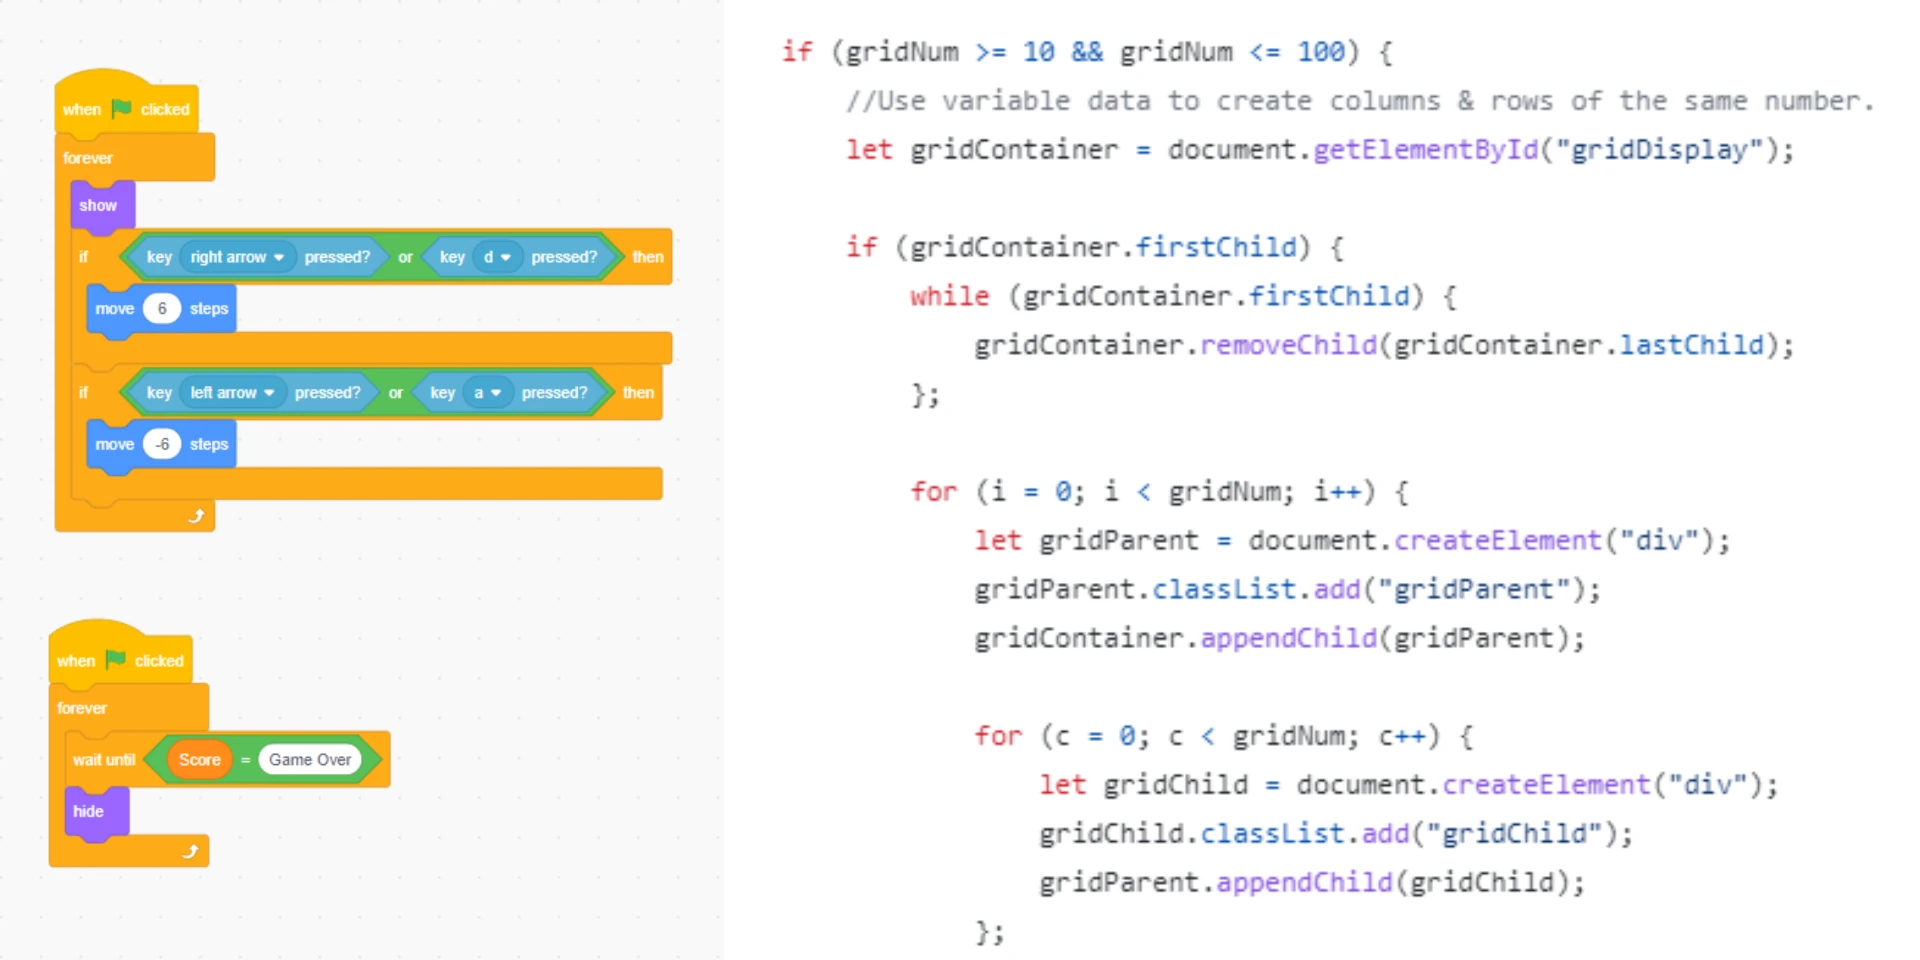 when clicked
forever
show
if key right arrow pressed? or key d pressed? then
move 6 steps
if key left arrow pressed? or key a pressed? then
move -6 steps
when clicked
forever
wait until Score = Game Over
hide
if (gridNum >= 10 && gridNum <= 100) {
//Use variable data to create columns & rows of the same number.
let gridContainer = document.getElementById("gridDisplay");
if (gridContainer.firstChild) {
while (gridContainer.firstChild) {
gridContainer.removeChild(gridContainer.lastChild);
};
for (i = 0; i < gridNum; i++) {
let gridParent = document.createElement("div");
gridParent.classList.add("gridParent");
gridContainer.appendChild(gridParent);
for (c = 0; c < gridNum; c++) {
let gridChild = document.createElement("div");
gridChild.classList.add("gridChild");
gridParent.appendChild(gridChild);
};